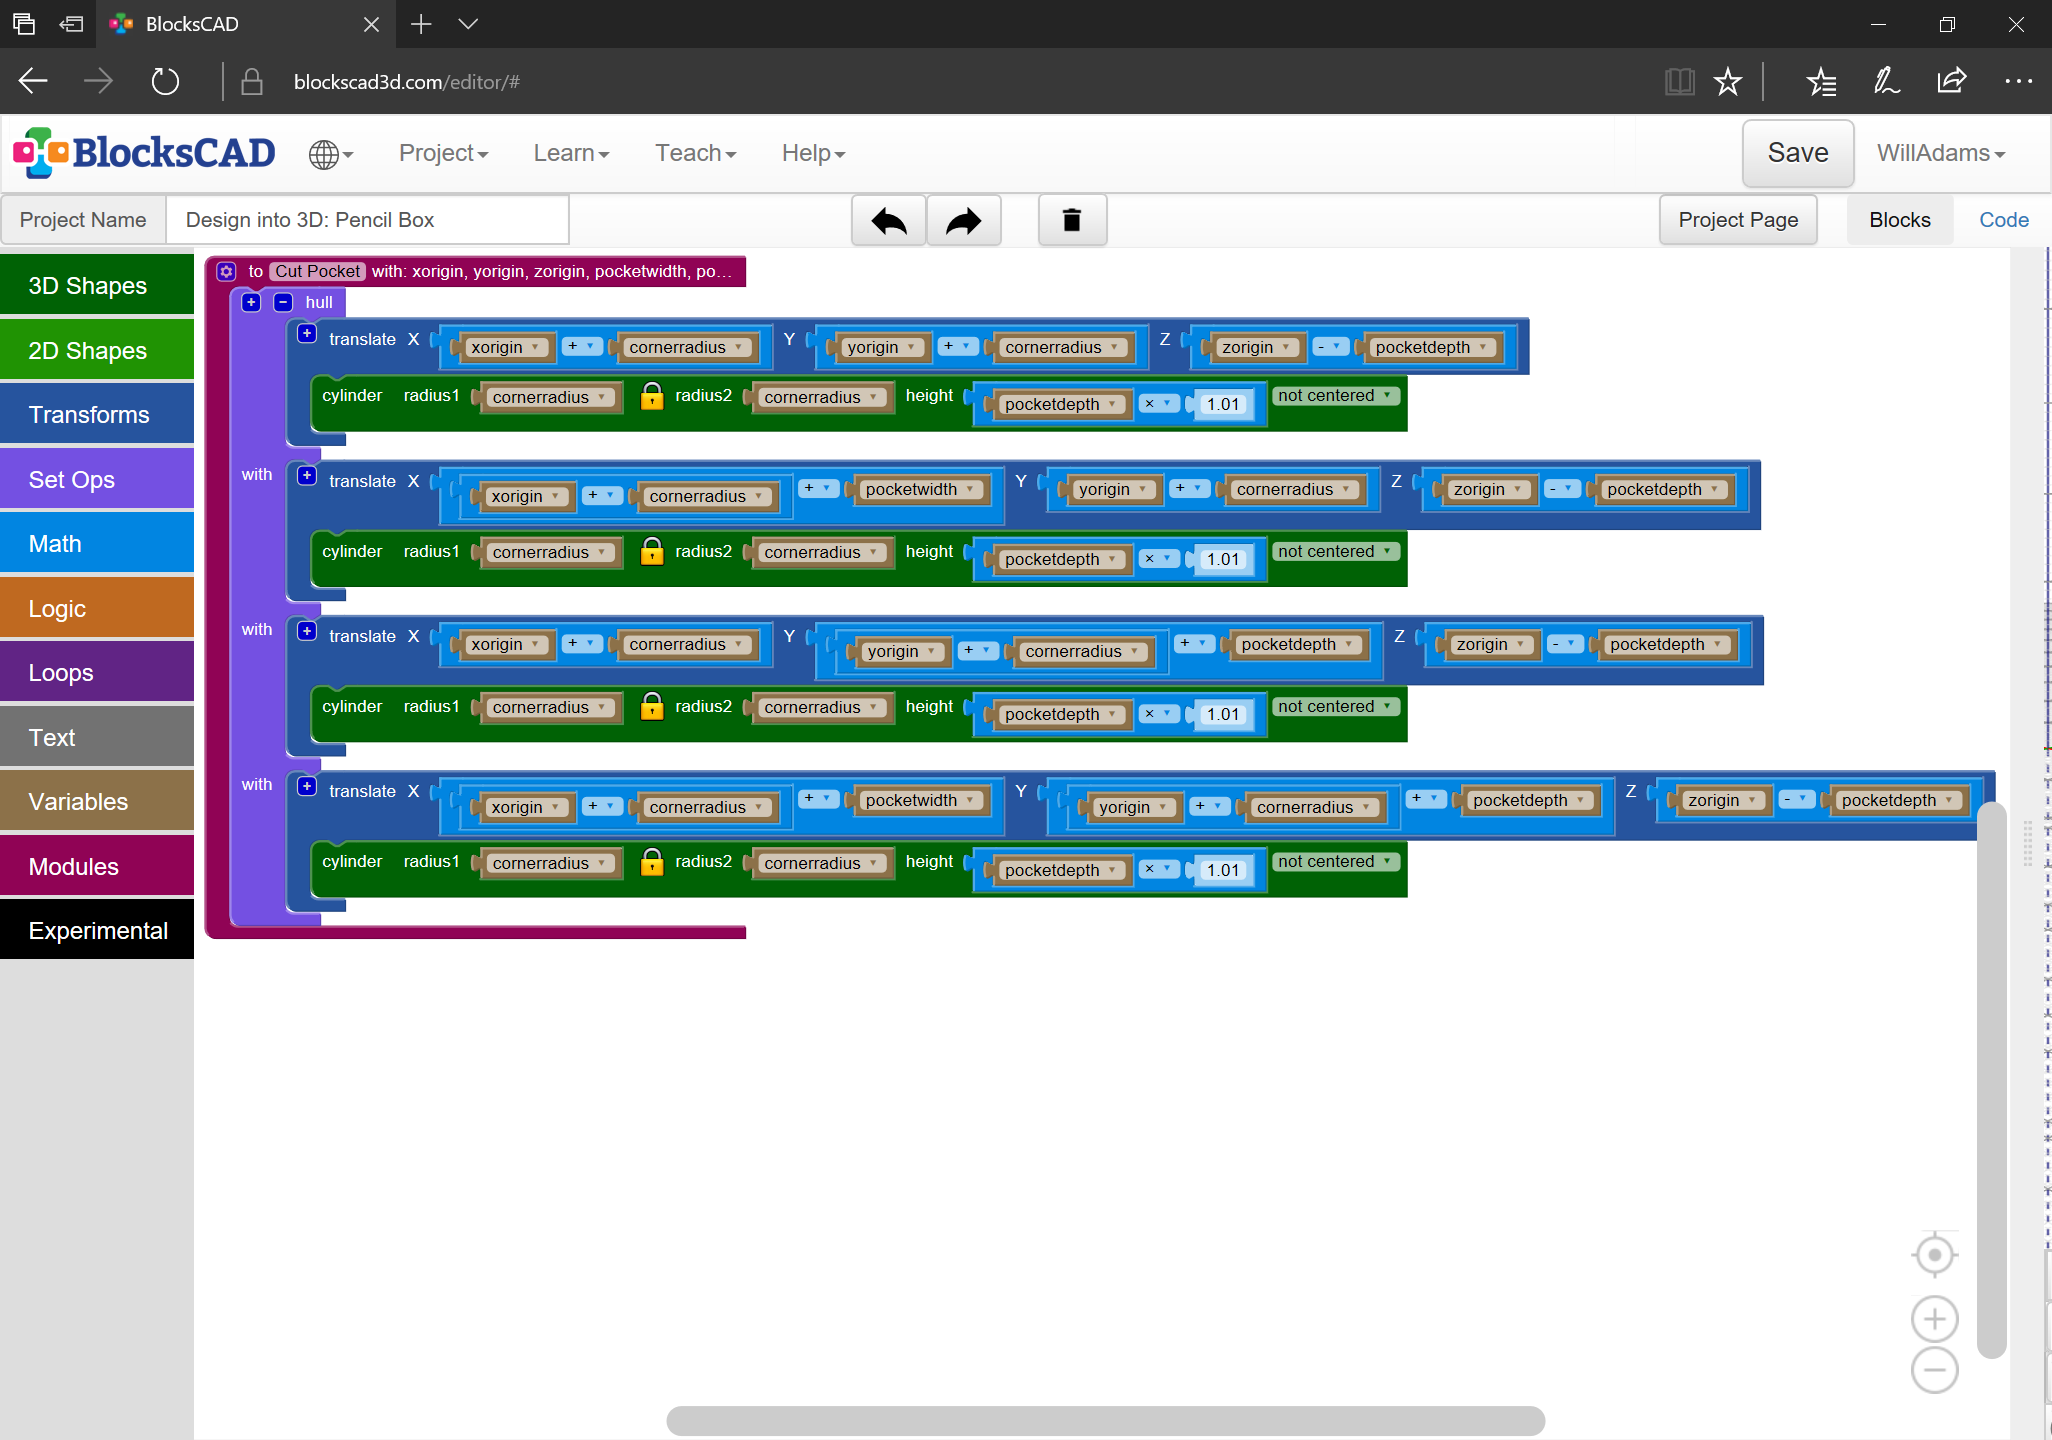 BlocksCAD
blockscad3d.com/editor/#
BlocksCAD Project Learn Teach Help Save WillAdams
Project Name Design into 3D: Pencil Box Project Page Blocks Code
3D Shapes
2D Shapes
Transforms
Set Ops
Math
Logic
Loops
Text
Variables
Modules
Experimental
to Cut Pocket with: xorigin, yorigin, zorigin, pocketwidth, po...
+ - hull
+ translate X xorigin + cornerradius Y yorigin + cornerradius Z zorigin - pocketdepth
cylinder radius1 cornerradius radius2 cornerradius height pocketdepth × 1.01 not centered
with + translate X xorigin + cornerradius + pocketwidth Y yorigin + cornerradius Z zorigin - pocketdepth
cylinder radius1 cornerradius radius2 cornerradius height pocketdepth × 1.01 not centered
with + translate X xorigin + cornerradius Y yorigin + cornerradius + pocketdepth Z zorigin - pocketdepth
cylinder radius1 cornerradius radius2 cornerradius height pocketdepth × 1.01 not centered
with + translate X xorigin + cornerradius + pocketwidth Y yorigin + cornerradius + pocketdepth Z zorigin - pocketdepth
cylinder radius1 cornerradius radius2 cornerradius height pocketdepth × 1.01 not centered